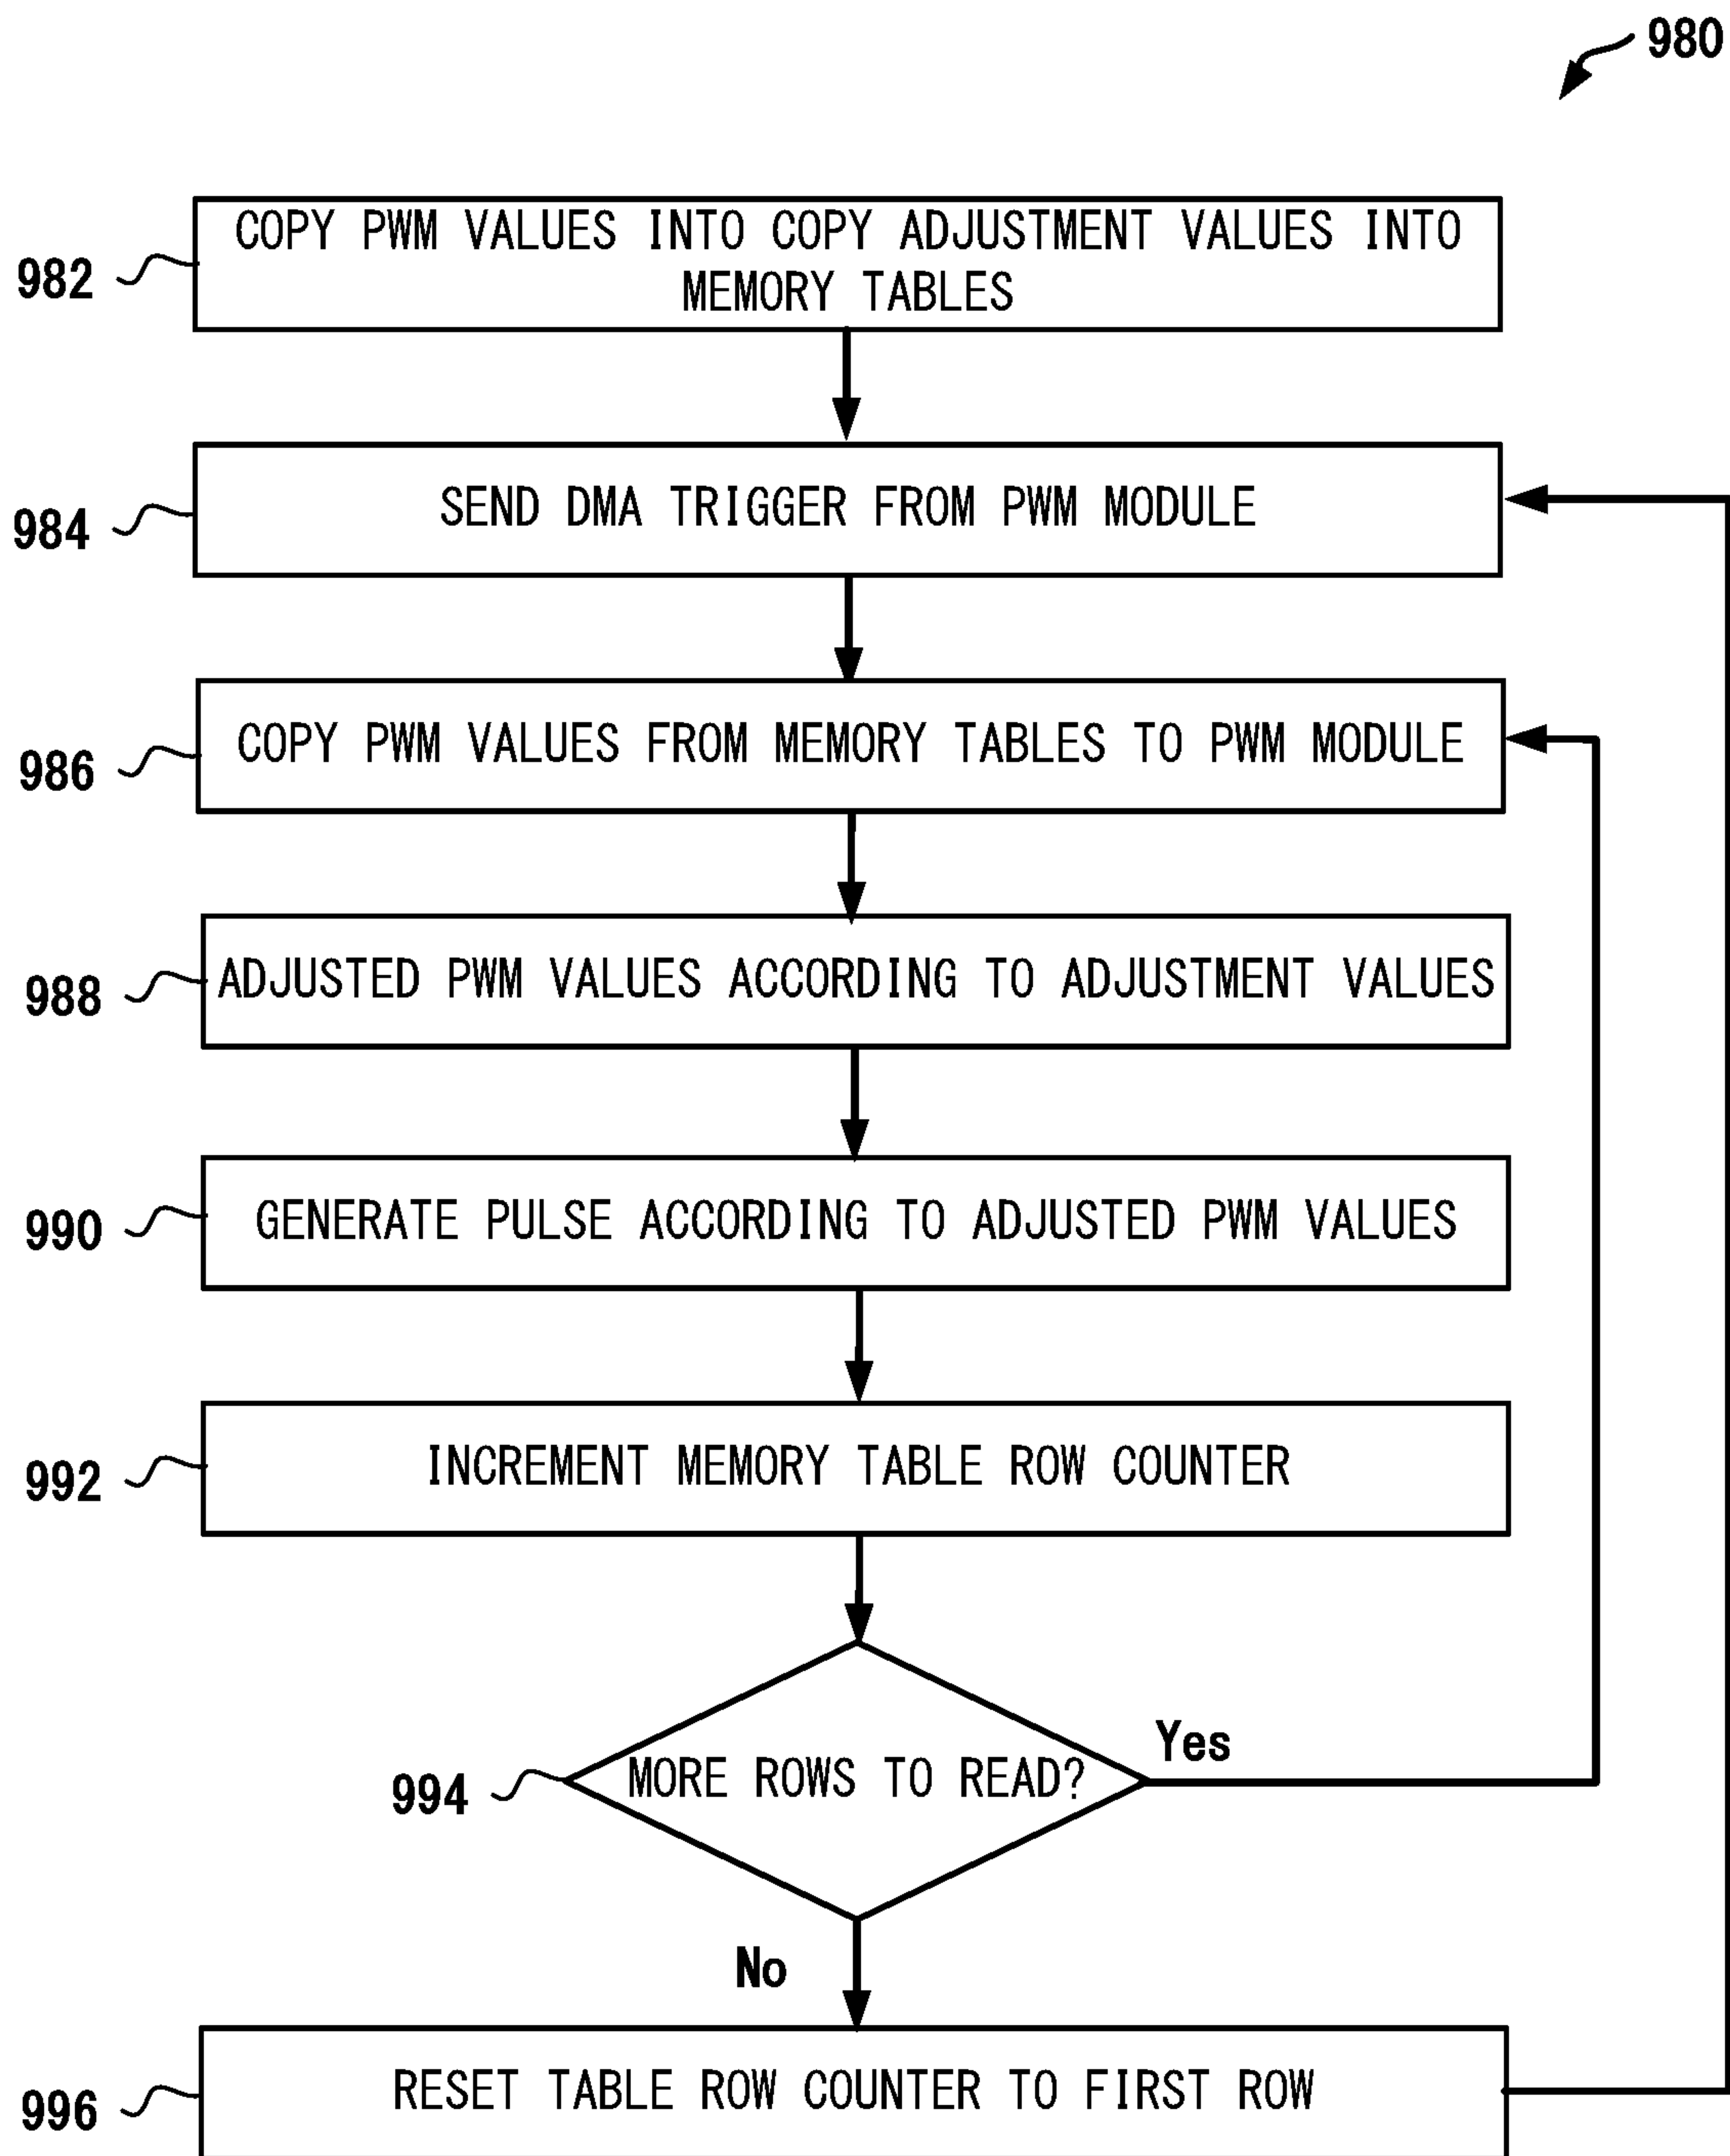 980
COPY PWM VALUES INTO COPY ADJUSTMENT VALUES INTO
MEMORY TABLES
982
SEND DMA TRIGGER FROM PWM MODULE
984
COPY PWM VALUES FROM MEMORY TABLES TO PWM MODULE
986
ADJUSTED PWM VALUES ACCORDING TO ADJUSTMENT VALUES
988
GENERATE PULSE ACCORDING TO ADJUSTED PWM VALUES
990
INCREMENT MEMORY TABLE ROW COUNTER
992
MORE ROWS TO READ?
Yes
994
No
RESET TABLE ROW COUNTER TO FIRST ROW
996